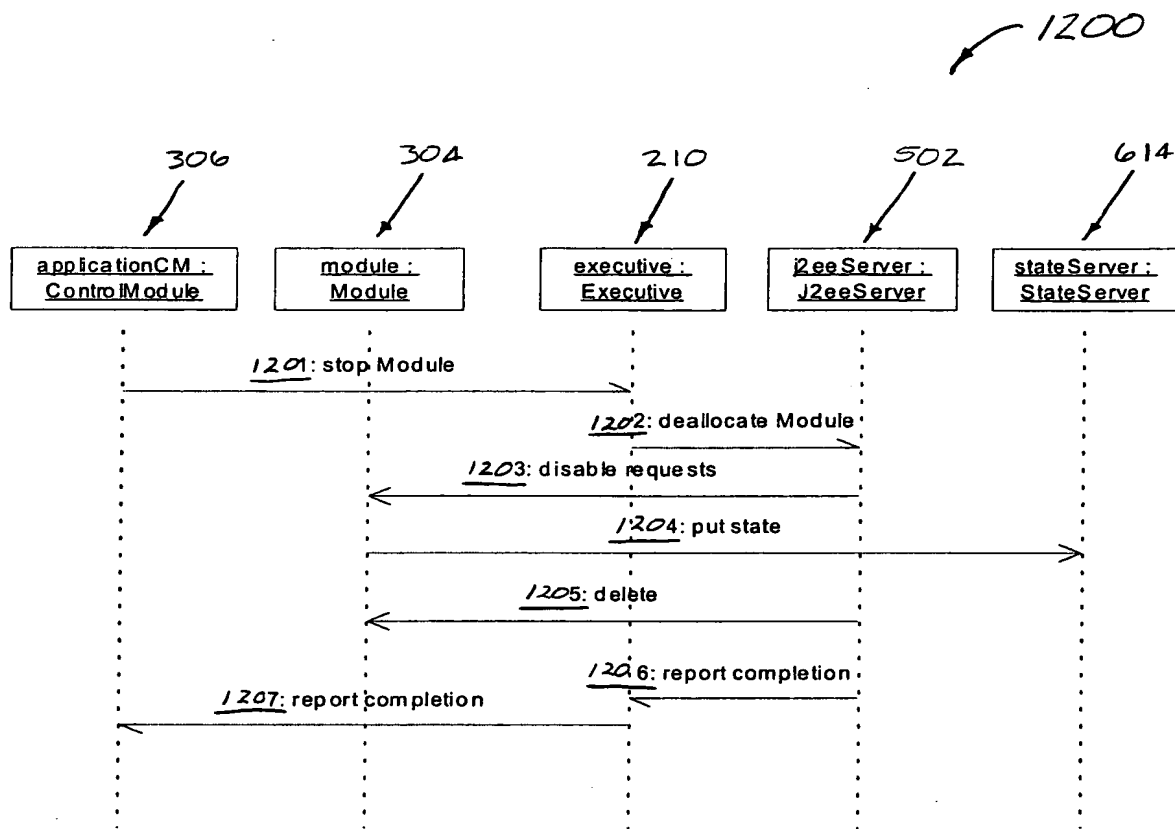 1200
306
304
210
502
614
applicationCM :
ControlModule
module :
Module
executive :
Executive
j2eeServer :
J2eeServer
stateServer :
StateServer
1201: stop Module
1202: deallocate Module
1203: disable requests
1204: put state
1205: delete
1206: report completion
1207: report completion